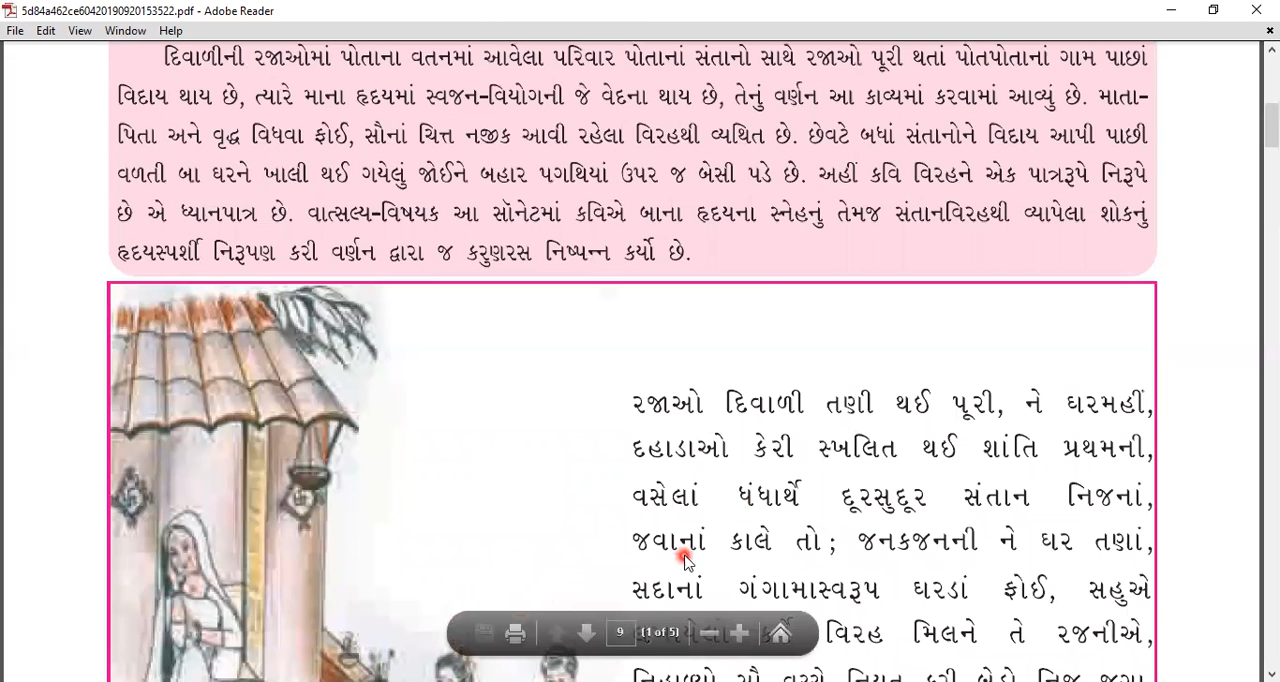 5d84a462ce60420190920153522.pdf - Adobe Reader
File Edit View Window Help
દિવાળીની રજાઓમાં પોતાના વતનમાં આવેલા પરિવાર પોતાનાં સંતાનો સાથે રજાઓ પૂરી થતાં પોતપોતાનાં ગામ પાછાં
વિદાય થાય છે, ત્યારે માના હૃદયમાં સ્વજન-વિયોગની જે વેદના થાય છે, તેનું વર્ણન આ કાવ્યમાં કરવામાં આવ્યું છે. માતા-
પિતા અને વૃદ્ધ વિધવા ફોઈ, સૌનાં ચિત્ત નજીક આવી રહેલા વિરહથી વ્યથિત છે. છેવટે બધાં સંતાનોને વિદાય આપી પાછી
વળતી બા ઘરને ખાલી થઈ ગયેલું જોઈને બહાર પગથિયાં ઉપર જ બેસી પડે છે. અહીં કવિ વિરહને એક પાત્રરૂપે નિરૂપે
છે એ ધ્યાનપાત્ર છે. વાત્સલ્ય-વિષયક આ સૉનેટમાં કવિએ બાના હૃદયના સ્નેહનું તેમજ સંતાનવિરહથી વ્યાપેલા શોકનું
હૃદયસ્પર્શી નિરૂપણ કરી વર્ણન દ્વારા જ કરુણરસ નિષ્પન્ન કર્યો છે.
રજાઓ દિવાળી તણી થઈ પૂરી, ને ઘરમહીં,
દહાડાઓ કેરી સ્ખલિત થઈ શાંતિ પ્રથમની,
વસેલાં ધંધાર્થે દૂરસુદૂર સંતાન નિજનાં,
જવાનાં કાલે તો; જનકજનની ને ઘર તણાં,
સદાનાં ગંગામાસ્વરૂપ ઘરડાં ફોઈ, સહુએ
વિરહ મિલને તે રજનીએ,
9 (1 of 5)